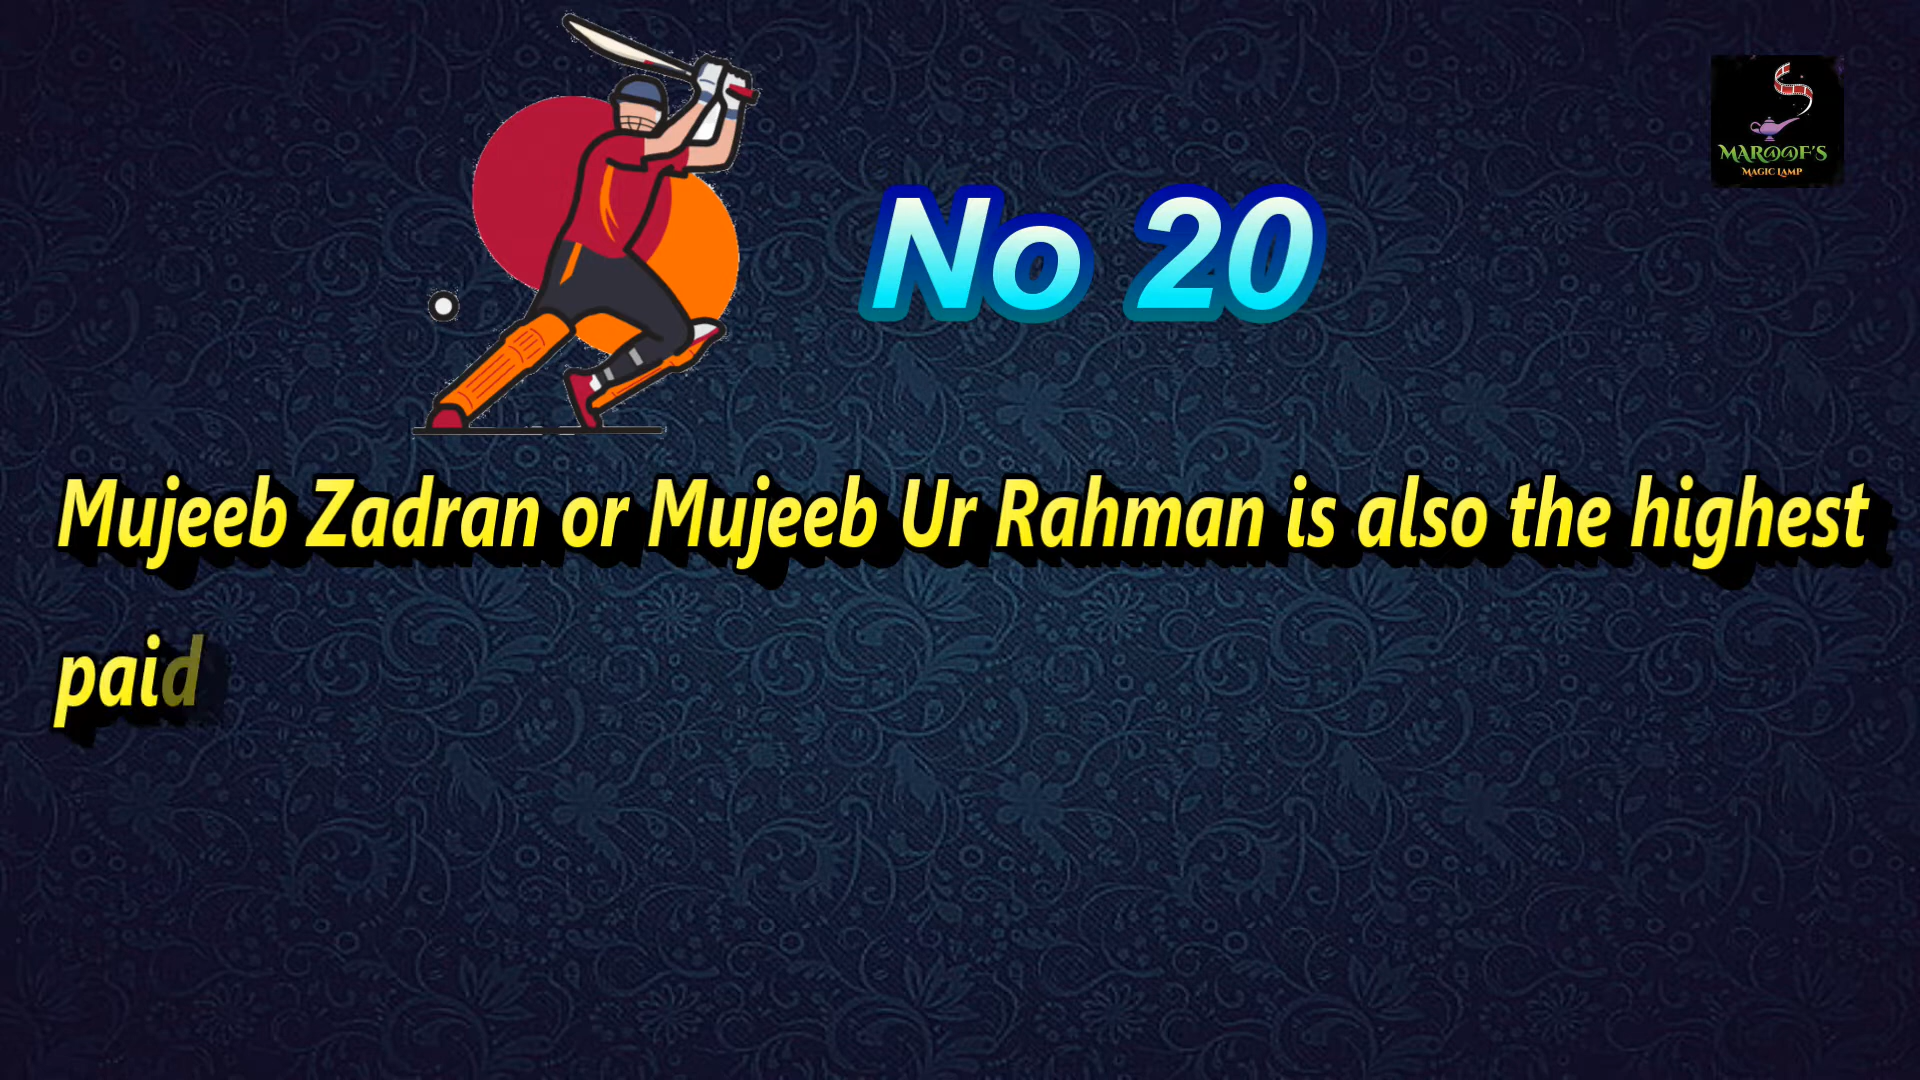 MAR@@F'S
MAGIC LAMP
No 20
Mujeeb Zadran or Mujeeb Ur Rahman is also the highest
paid